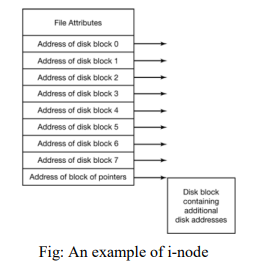 File Attributes
Address of disk block 0
Address of disk block 1
Address of disk block 2
Address of disk block 3
Address of disk block 4
Address of disk block 5
Address of disk block 6
Address of disk block 7
Address of block of pointers
Disk block
containing
additional
disk addresses
Fig: An example of i-node